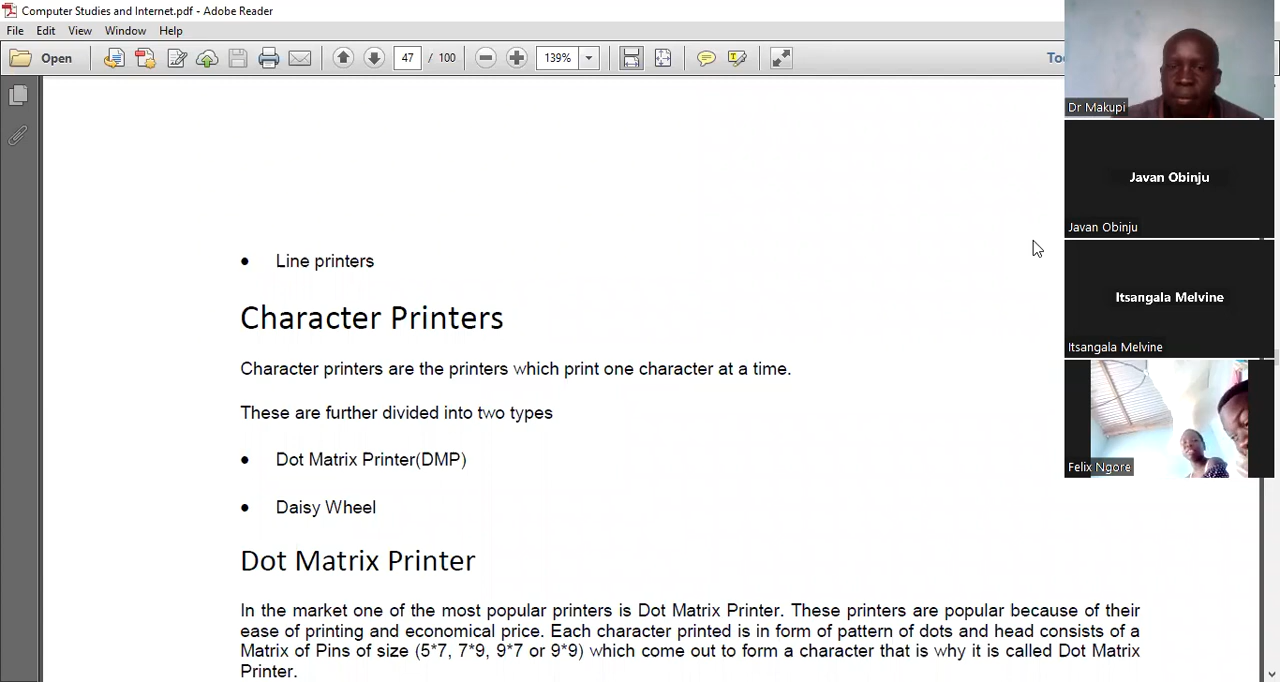 Computer Studies and Internet.pdf - Adobe Reader
File Edit View Window Help
Open 47 / 100 139%
Dr Makupi
Javan Obinju
Javan Obinju
Itsangala Melvine
Itsangala Melvine
Felix Ngore
• Line printers
Character Printers
Character printers are the printers which print one character at a time.
These are further divided into two types
• Dot Matrix Printer(DMP)
• Daisy Wheel
Dot Matrix Printer
In the market one of the most popular printers is Dot Matrix Printer. These printers are popular because of their
ease of printing and economical price. Each character printed is in form of pattern of dots and head consists of a
Matrix of Pins of size (5*7, 7*9, 9*7 or 9*9) which come out to form a character that is why it is called Dot Matrix
Printer.